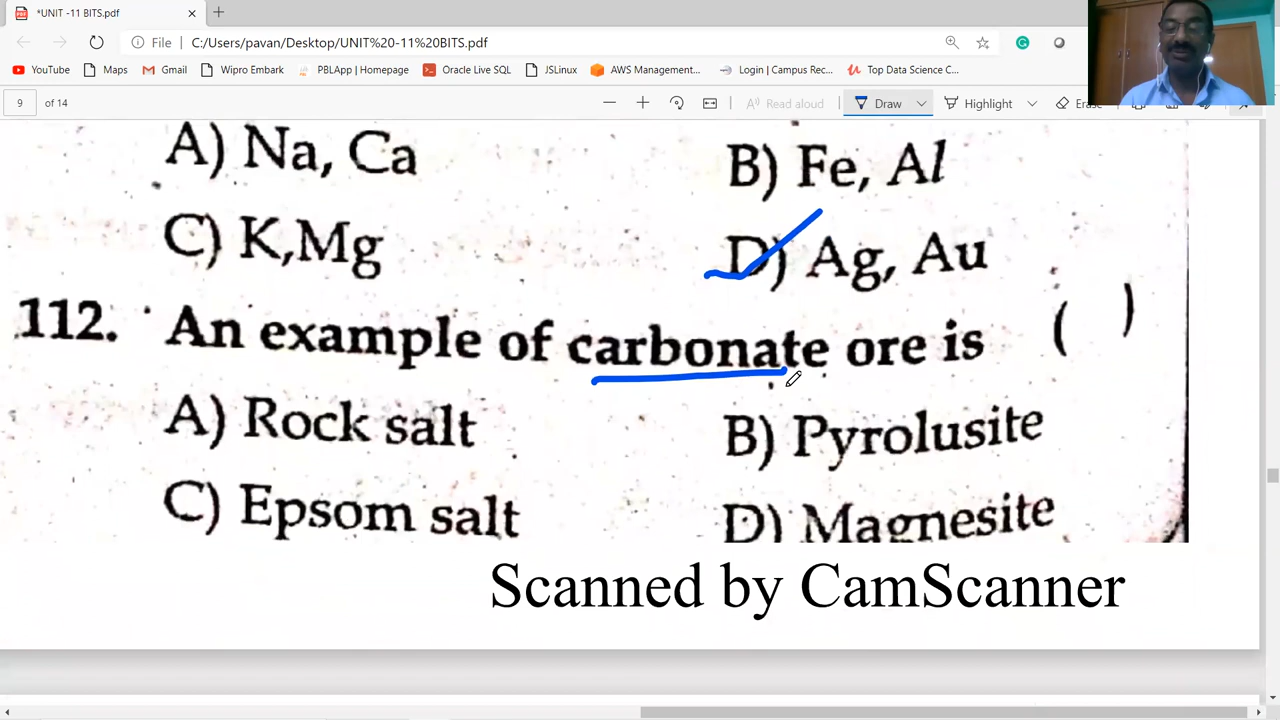 *UNIT -11 BITS.pdf
File C:/Users/pavan/Desktop/UNIT%20-11%20BITS.pdf
YouTube Maps Gmail Wipro Embark PBLApp | Homepage Oracle Live SQL JSLinux AWS Management... Login | Campus Rec... Top Data Science C...
9 of 14 Read aloud Draw Highlight Erase
A) Na, Ca B) Fe, Al
C) K,Mg D) Ag, Au
112. An example of carbonate ore is ( )
A) Rock salt B) Pyrolusite
C) Epsom salt D) Magnesite
Scanned by CamScanner